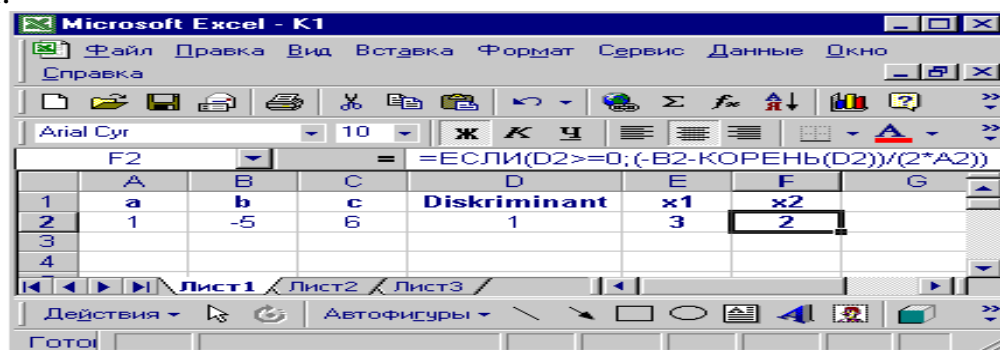 Microsoft Excel - K1
Файл Правка Вид Вставка Формат Сервис Данные Окно
Справка
Arial Cyr 10 Ж К Ч
F2 = =ЕСЛИ(D2>=0;(-B2-КОРЕНЬ(D2))/(2*A2))
A B C D E F G
1 a b c Diskriminant x1 x2
2 1 -5 6 1 3 2
3
4
Лист1 Лист2 Лист3
Действия Автофигуры
Гото